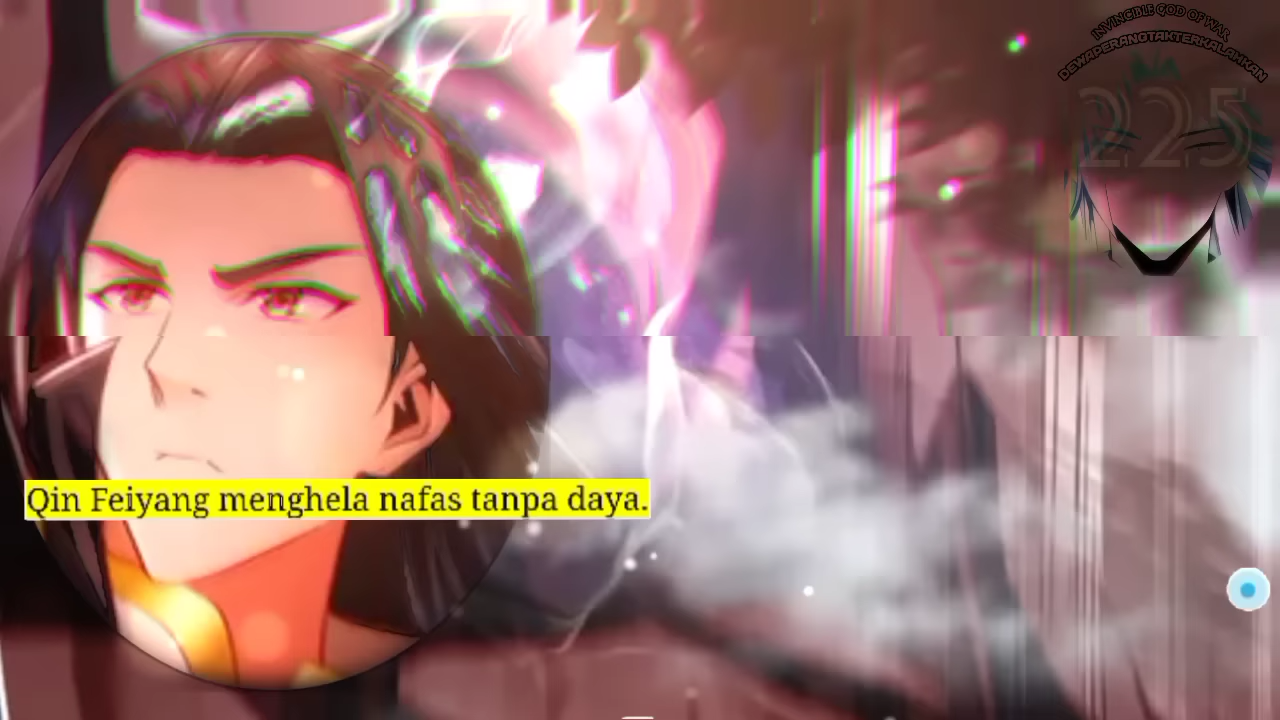 INVINCIBLE GOD OF WAR
DEWAPERANGTAKTERKALAHKAN
225
Qin Feiyang menghela nafas tanpa daya.